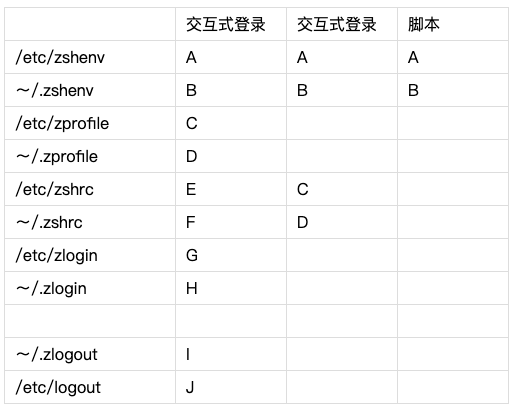 交互式登录 交互式登录 脚本
/etc/zshenv A A A
～/.zshenv B B B
/etc/zprofile C
～/.zprofile D
/etc/zshrc E C
～/.zshrc F D
/etc/zlogin G
～/.zlogin H
～/.zlogout I
/etc/logout J